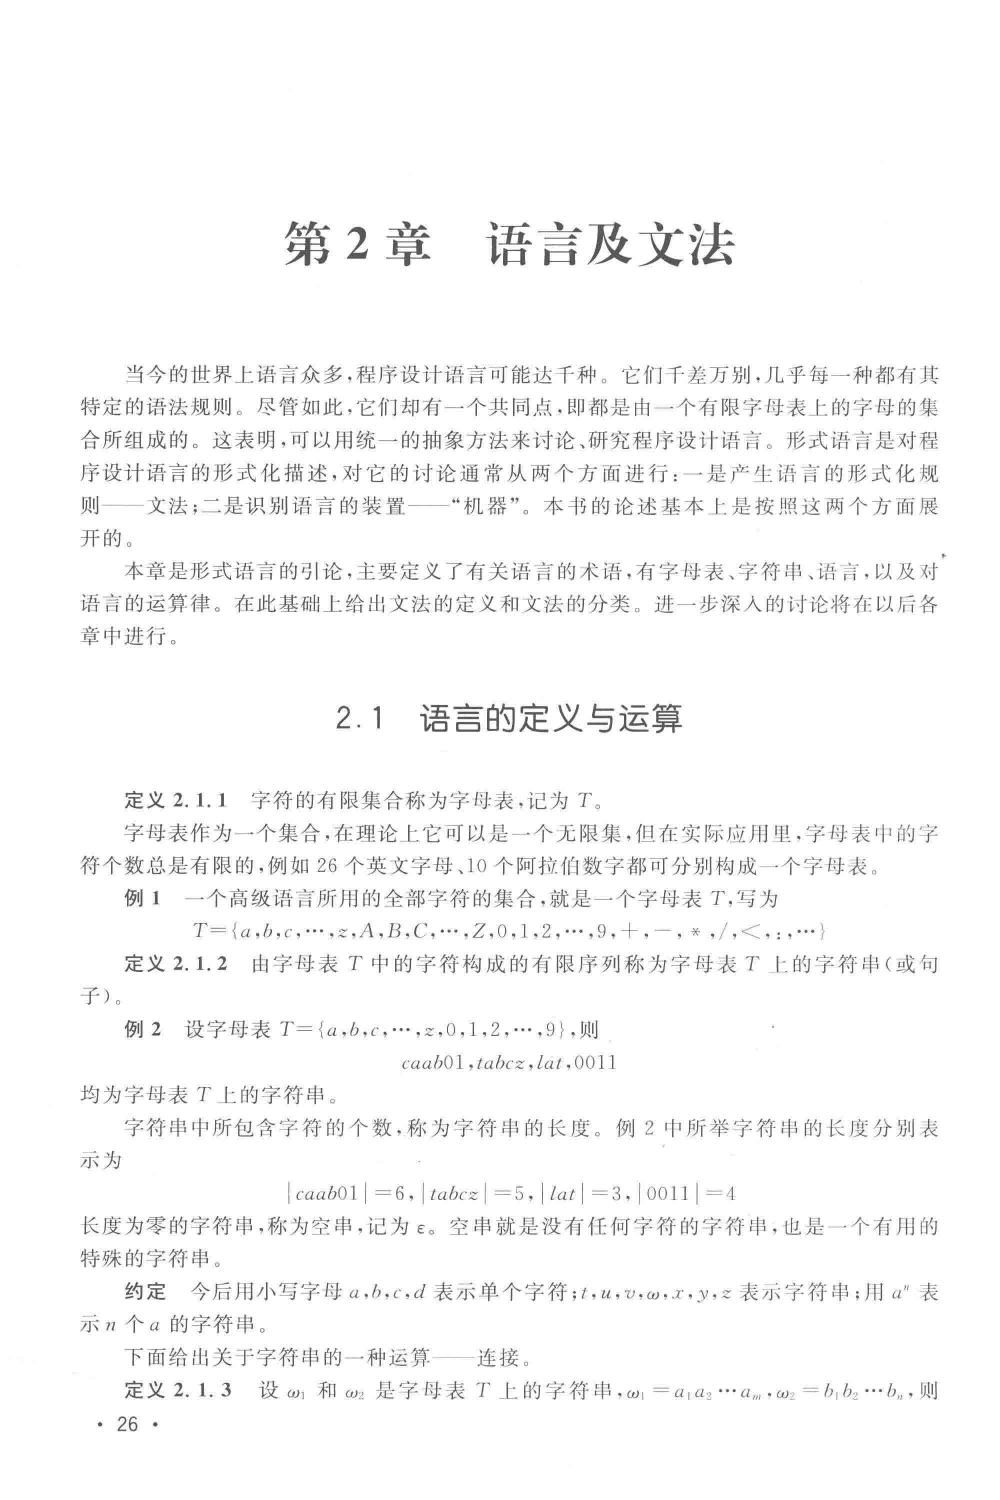 第 2 章　语言及文法
当今的世界上语言众多,程序设计语言可能达千种。它们千差万别,几乎每一种都有其
特定的语法规则。尽管如此,它们却有一个共同点,即都是由一个有限字母表上的字母的集
合所组成的。这表明,可以用统一的抽象方法来讨论、研究程序设计语言。形式语言是对程
序设计语言的形式化描述,对它的讨论通常从两个方面进行:一是产生语言的形式化规
则——文法;二是识别语言的装置——“机器”。本书的论述基本上是按照这两个方面展
开的。
本章是形式语言的引论,主要定义了有关语言的术语,有字母表、字符串、语言,以及对
语言的运算律。在此基础上给出文法的定义和文法的分类。进一步深入的讨论将在以后各
章中进行。
2.1　语言的定义与运算
定义 2.1.1　字符的有限集合称为字母表,记为 T。
字母表作为一个集合,在理论上它可以是一个无限集,但在实际应用里,字母表中的字
符个数总是有限的,例如 26 个英文字母、10 个阿拉伯数字都可分别构成一个字母表。
例 1　一个高级语言所用的全部字符的集合,就是一个字母表 T,写为
T={a,b,c,…,z,A,B,C,…,Z,0,1,2,…,9,+,−,*,/,<,:,…}
定义 2.1.2　由字母表 T 中的字符构成的有限序列称为字母表 T 上的字符串(或句
子)。
例 2　设字母表 T={a,b,c,…,z,0,1,2,…,9},则
caab01,tabcz,lat,0011
均为字母表 T 上的字符串。
字符串中所包含字符的个数,称为字符串的长度。例 2 中所举字符串的长度分别表
示为
|caab01|=6,|tabcz|=5,|lat|=3,|0011|=4
长度为零的字符串,称为空串,记为 ε。空串就是没有任何字符的字符串,也是一个有用的
特殊的字符串。
约定　今后用小写字母 a,b,c,d 表示单个字符;t,u,v,ω,x,y,z 表示字符串;用 aⁿ 表
示 n 个 a 的字符串。
下面给出关于字符串的一种运算——连接。
定义 2.1.3　设 ω₁ 和 ω₂ 是字母表 T 上的字符串,ω₁=a₁a₂…aₘ,ω₂=b₁b₂…bₙ,则
· 26 ·